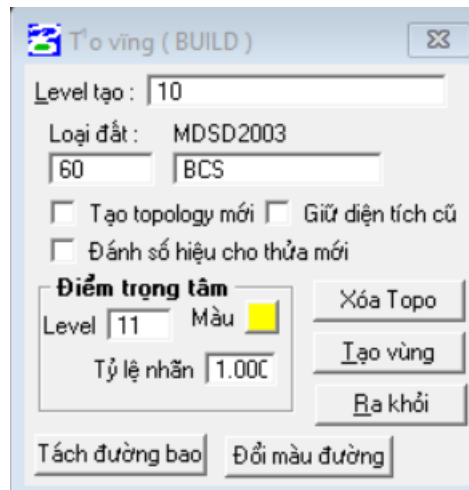 T¹o vïng ( BUILD )
Level tạo : 10
Loại đất : MDSD2003
60 BCS
Tạo topology mới Giữ diện tích cũ
Đánh số hiệu cho thửa mới
Điểm trọng tâm
Level 11 Màu
Tỷ lệ nhãn 1.000
Xóa Topo
Tạo vùng
Ra khỏi
Tách đường bao Đổi màu đường